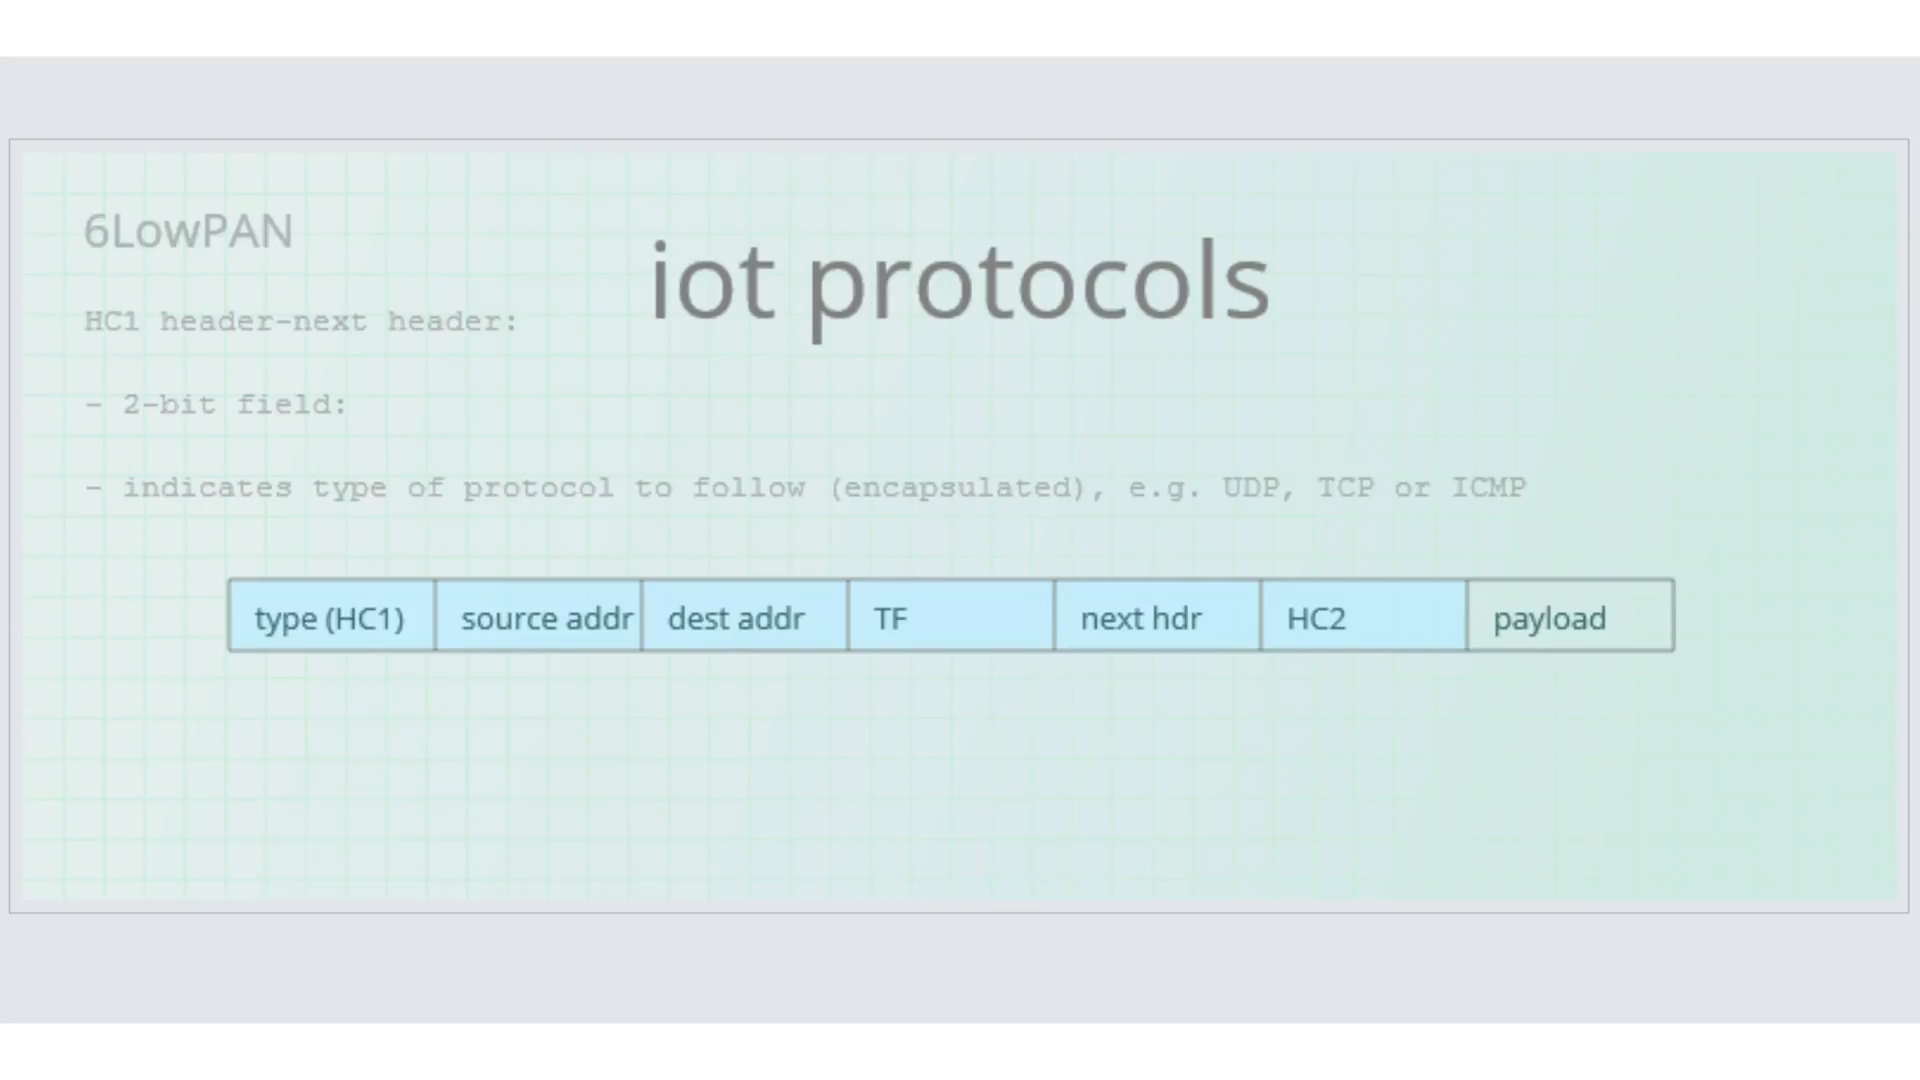 6LowPAN
iot protocols
HC1 header-next header:
- 2-bit field:
- indicates type of protocol to follow (encapsulated), e.g. UDP, TCP or ICMP
type (HC1) source addr dest addr TF next hdr HC2 payload